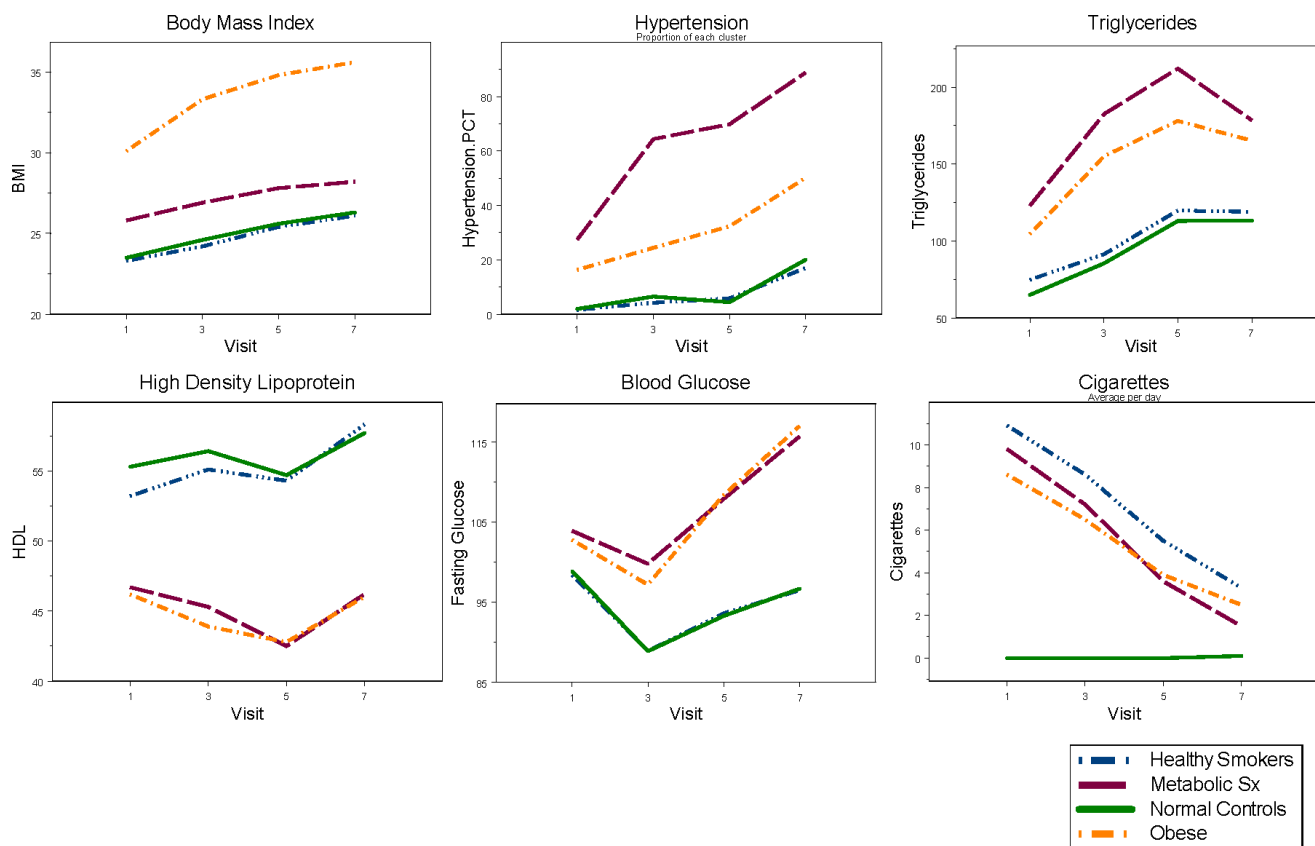 Body Mass Index
35
30
25
20
BMI
1 3 5 7
Visit
Hypertension
Proportion of each cluster
80
60
40
20
0
Hypertension.PCT
1 3 5 7
Visit
Triglycerides
200
150
100
50
Triglycerides
1 3 5 7
Visit
High Density Lipoprotein
55
50
45
40
HDL
1 3 5 7
Visit
Blood Glucose
115
105
95
85
Fasting Glucose
1 3 5 7
Visit
Cigarettes
Average per day
10
8
6
4
2
0
Cigarettes
1 3 5 7
Visit
Healthy Smokers
Metabolic Sx
Normal Controls
Obese